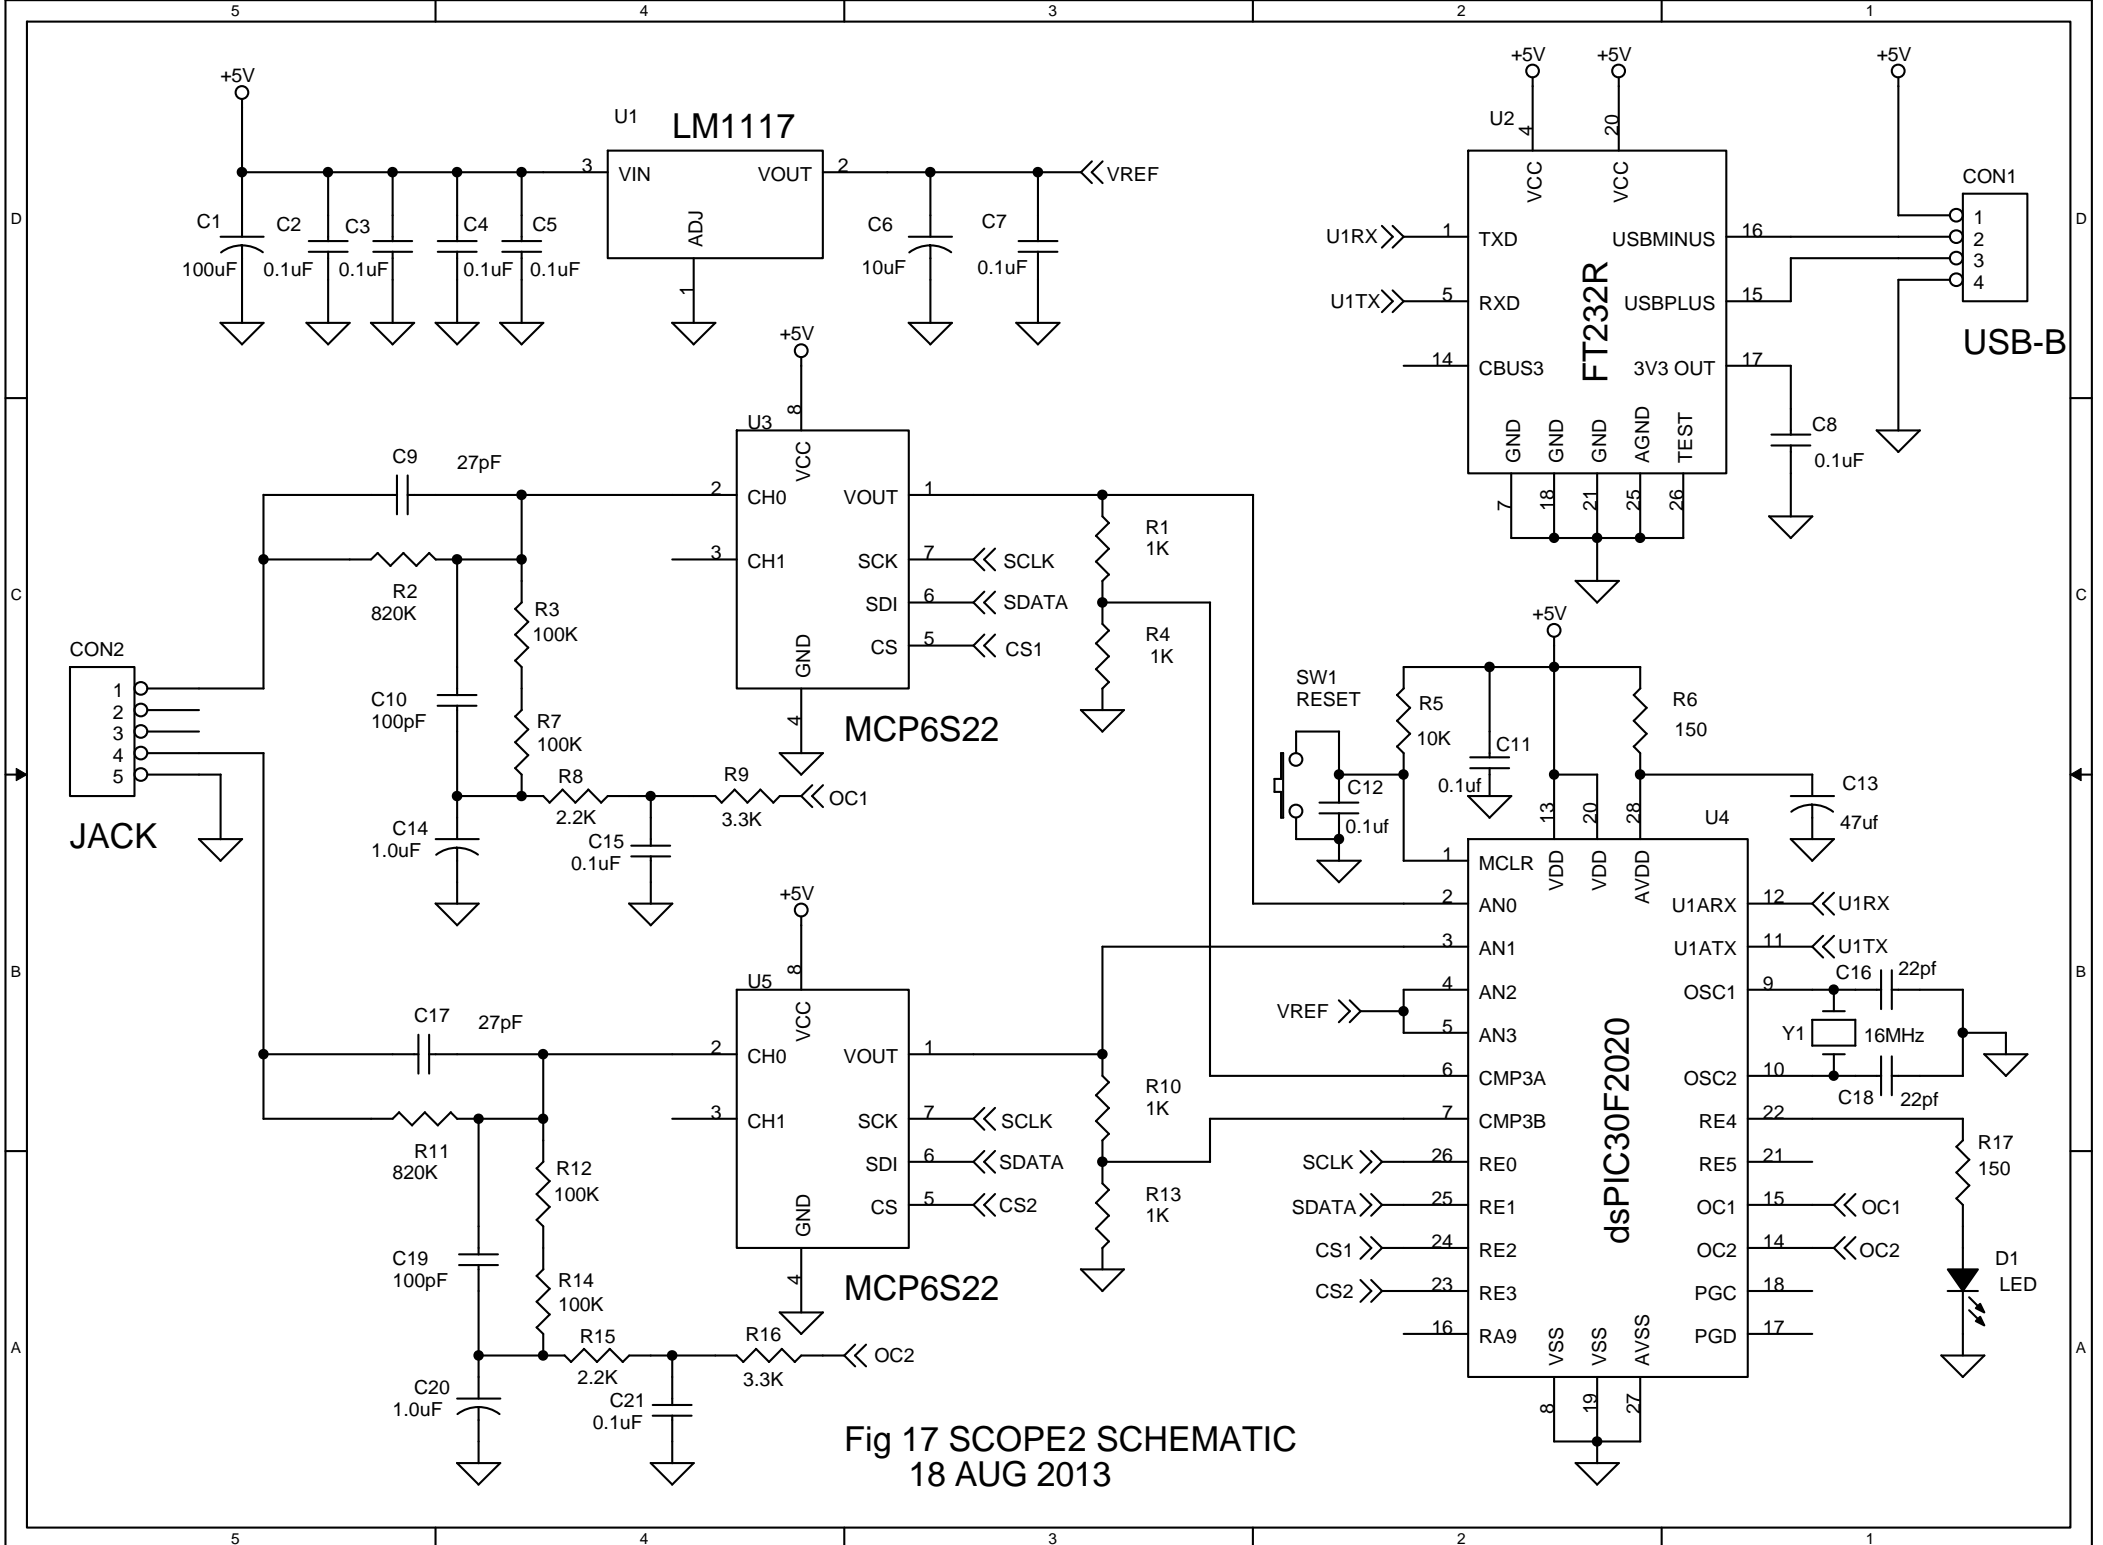 5 4 3 2 1
D C B A
D C B A
+5V
U1 LM1117
3 VIN VOUT 2
ADJ
1
VREF
C1
100uF
C2
0.1uF
C3
0.1uF
C4
0.1uF
C5
0.1uF
C6
10uF
C7
0.1uF
+5V +5V
U2
4 20
VCC VCC
FT232R
U1RX 1 TXD
U1TX 5 RXD
14 CBUS3
USBMINUS 16
USBPLUS 15
3V3 OUT 17
GND GND GND AGND TEST
7 18 21 25 26
C8
0.1uF
+5V
CON1
1
2
3
4
USB-B
CON2
1
2
3
4
5
JACK
C9 27pF
R2
820K
R3
100K
C10
100pF
R7
100K
R8
2.2K
R9
3.3K
OC1
C14
1.0uF
C15
0.1uF
+5V
8
U3
VCC
2 CH0
3 CH1
VOUT 1
SCK 7 SCLK
SDI 6 SDATA
CS 5 CS1
GND
4
MCP6S22
R1
1K
R4
1K
C17 27pF
R11
820K
R12
100K
C19
100pF
R14
100K
R15
2.2K
R16
3.3K
OC2
C20
1.0uF
C21
0.1uF
+5V
8
U5
VCC
2 CH0
3 CH1
VOUT 1
SCK 7 SCLK
SDI 6 SDATA
CS 5 CS2
GND
4
MCP6S22
R10
1K
R13
1K
+5V
SW1
RESET
R5
10K
C11
0.1uf
C12
0.1uf
R6
150
C13
47uf
U4
13 20 28
VDD VDD AVDD
dsPIC30F2020
1 MCLR
2 AN0
3 AN1
VREF
4 AN2
5 AN3
6 CMP3A
7 CMP3B
SCLK 26 RE0
SDATA 25 RE1
CS1 24 RE2
CS2 23 RE3
16 RA9
U1ARX 12 U1RX
U1ATX 11 U1TX
OSC1 9
OSC2 10
RE4 22
RE5 21
OC1 15 OC1
OC2 14 OC2
PGC 18
PGD 17
VSS VSS AVSS
8 19 27
C16 22pf
Y1 16MHz
C18 22pf
R17
150
D1
LED
Fig 17 SCOPE2 SCHEMATIC
18 AUG 2013
5 4 3 2 1